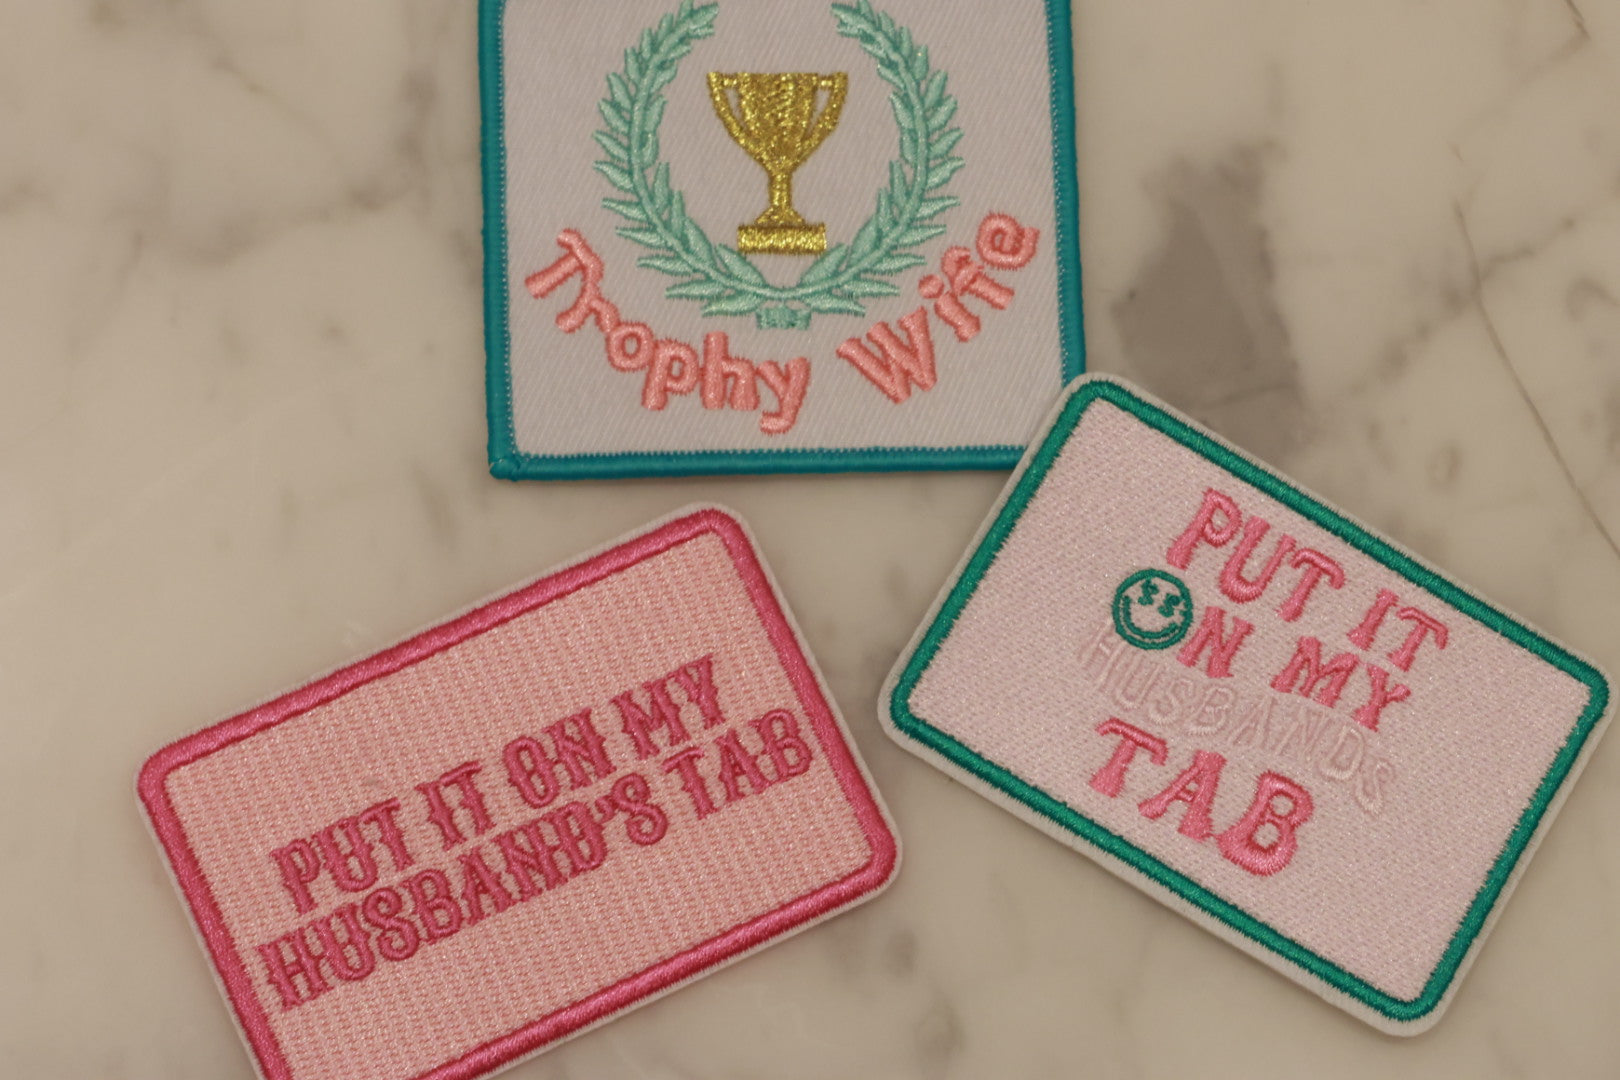 Trophy Wife
PUT IT ON MY
HUSBAND'S TAB
PUT IT
ON MY
HUSBANDS
TAB